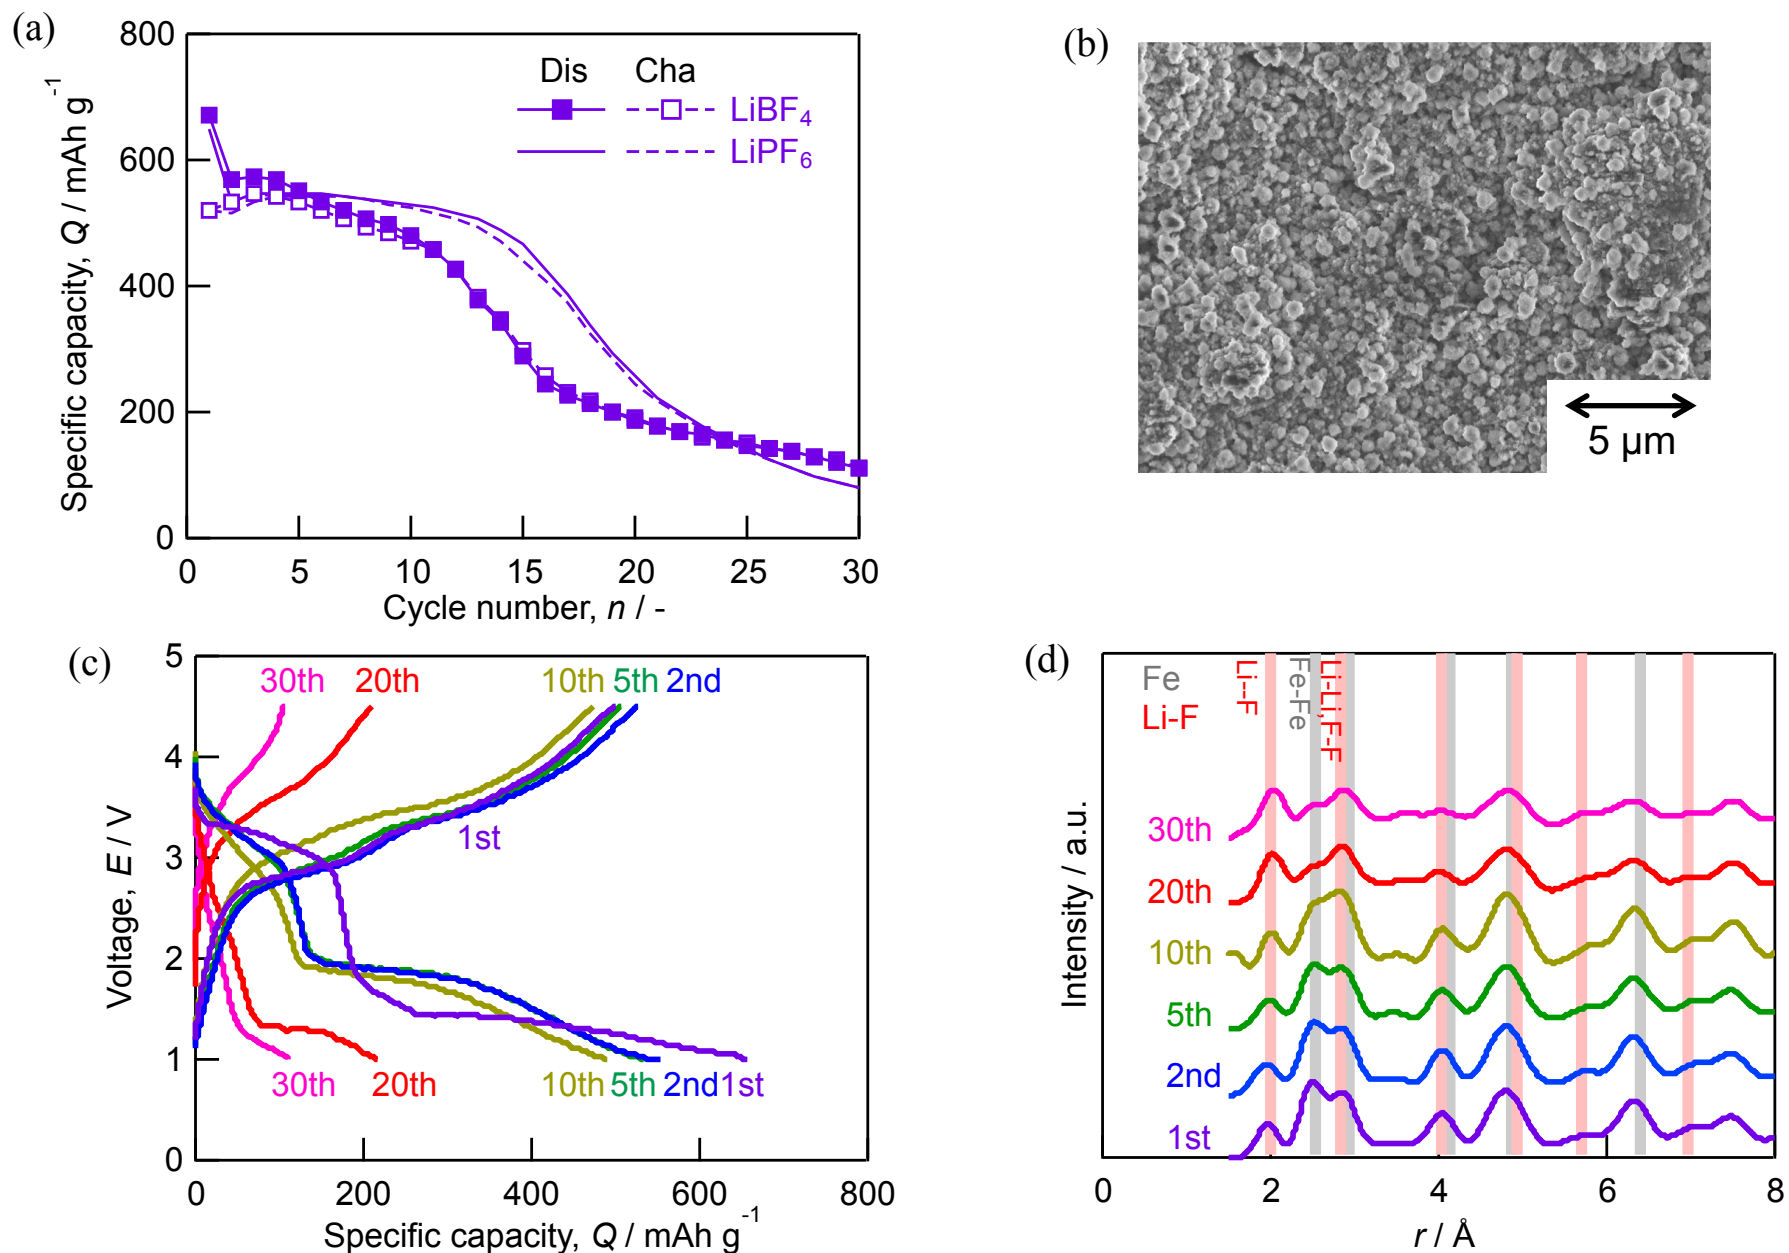 (a)
800
600
400
200
0
Specific capacity, Q / mAh g-1
Dis Cha
LiBF4
LiPF6
0 5 10 15 20 25 30
Cycle number, n / -
(b)
5 µm
(c)
5
4
3
2
1
0
Voltage, E / V
30th 20th 10th 5th 2nd
1st
30th 20th 10th 5th 2nd 1st
0 200 400 600 800
Specific capacity, Q / mAh g-1
(d)
Fe
Li-F
Li--F
Fe-Fe
Li-Li,F-F
Intensity / a.u.
30th
20th
10th
5th
2nd
1st
0 2 4 6 8
r / Å